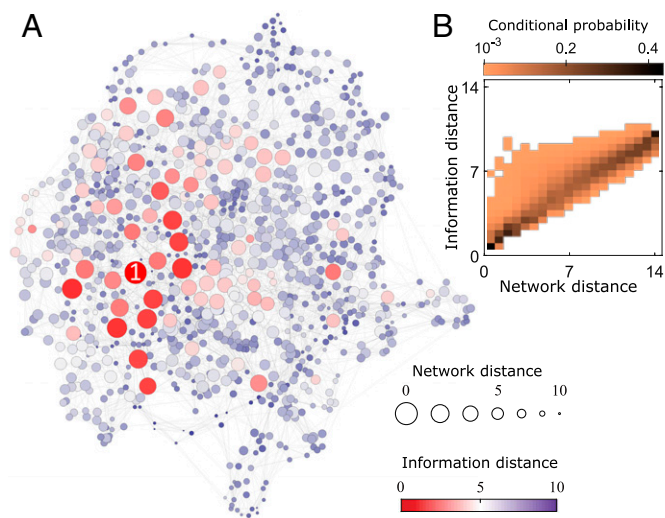 A
B
Conditional probability
10⁻³ 0.2 0.4
14
7
0
Information distance
0 7 14
Network distance
1
Network distance
0 5 10
Information distance
0 5 10